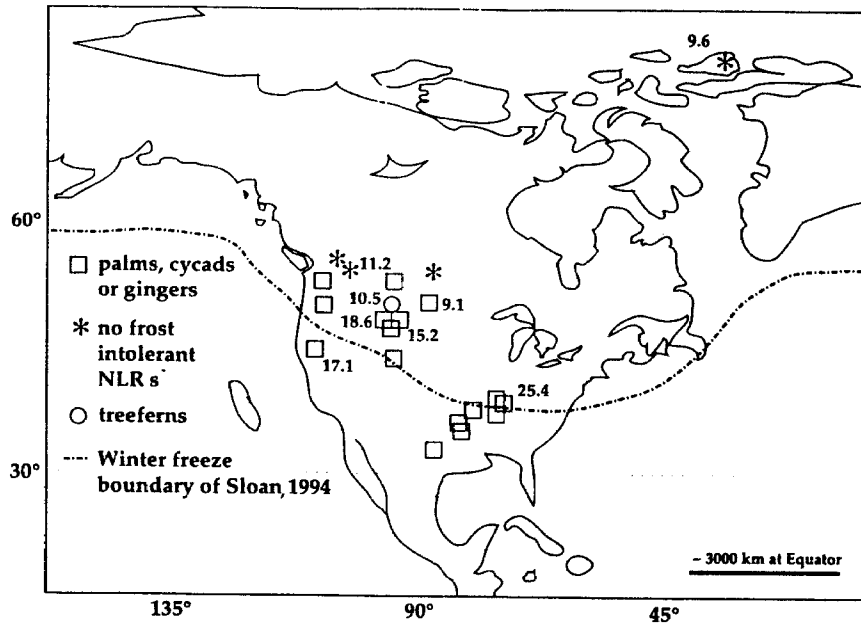 9.6
60°
11.2
10.5
9.1
18.6
15.2
17.1
25.4
palms, cycads
or gingers
no frost
intolerant
NLR s
treeferns
Winter freeze
boundary of Sloan, 1994
30°
~ 3000 km at Equator
135°
90°
45°